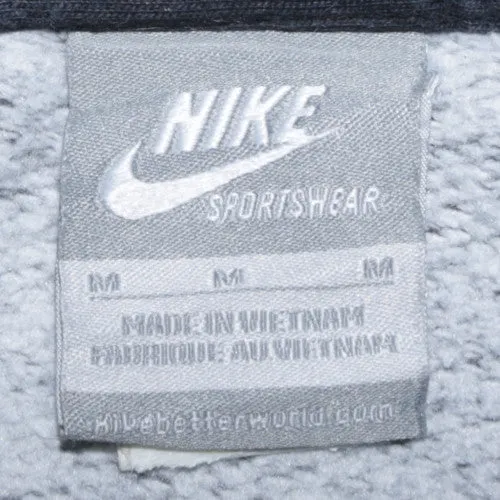 NIKE
SPORTSWEAR
M M M
MADE IN VIETNAM
FABRIQUE AU VIETNAM
nikebetterworld.com